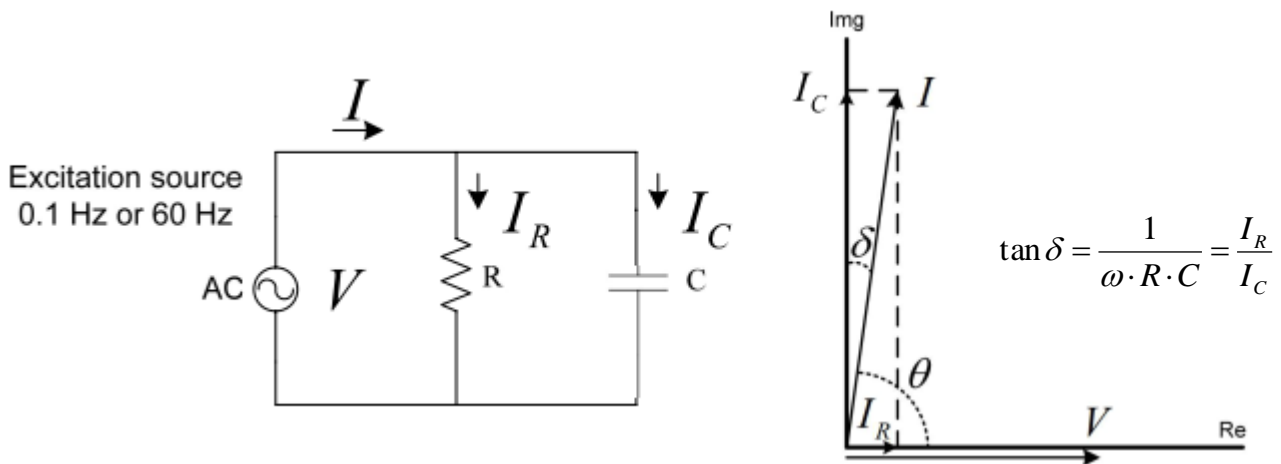 I
Excitation source
0.1 Hz or 60 Hz
AC
V
I_R
R
I_C
C
Img
I_C
I
δ
θ
I_R
V
Re
tan δ = 1 / (ω · R · C) = I_R / I_C